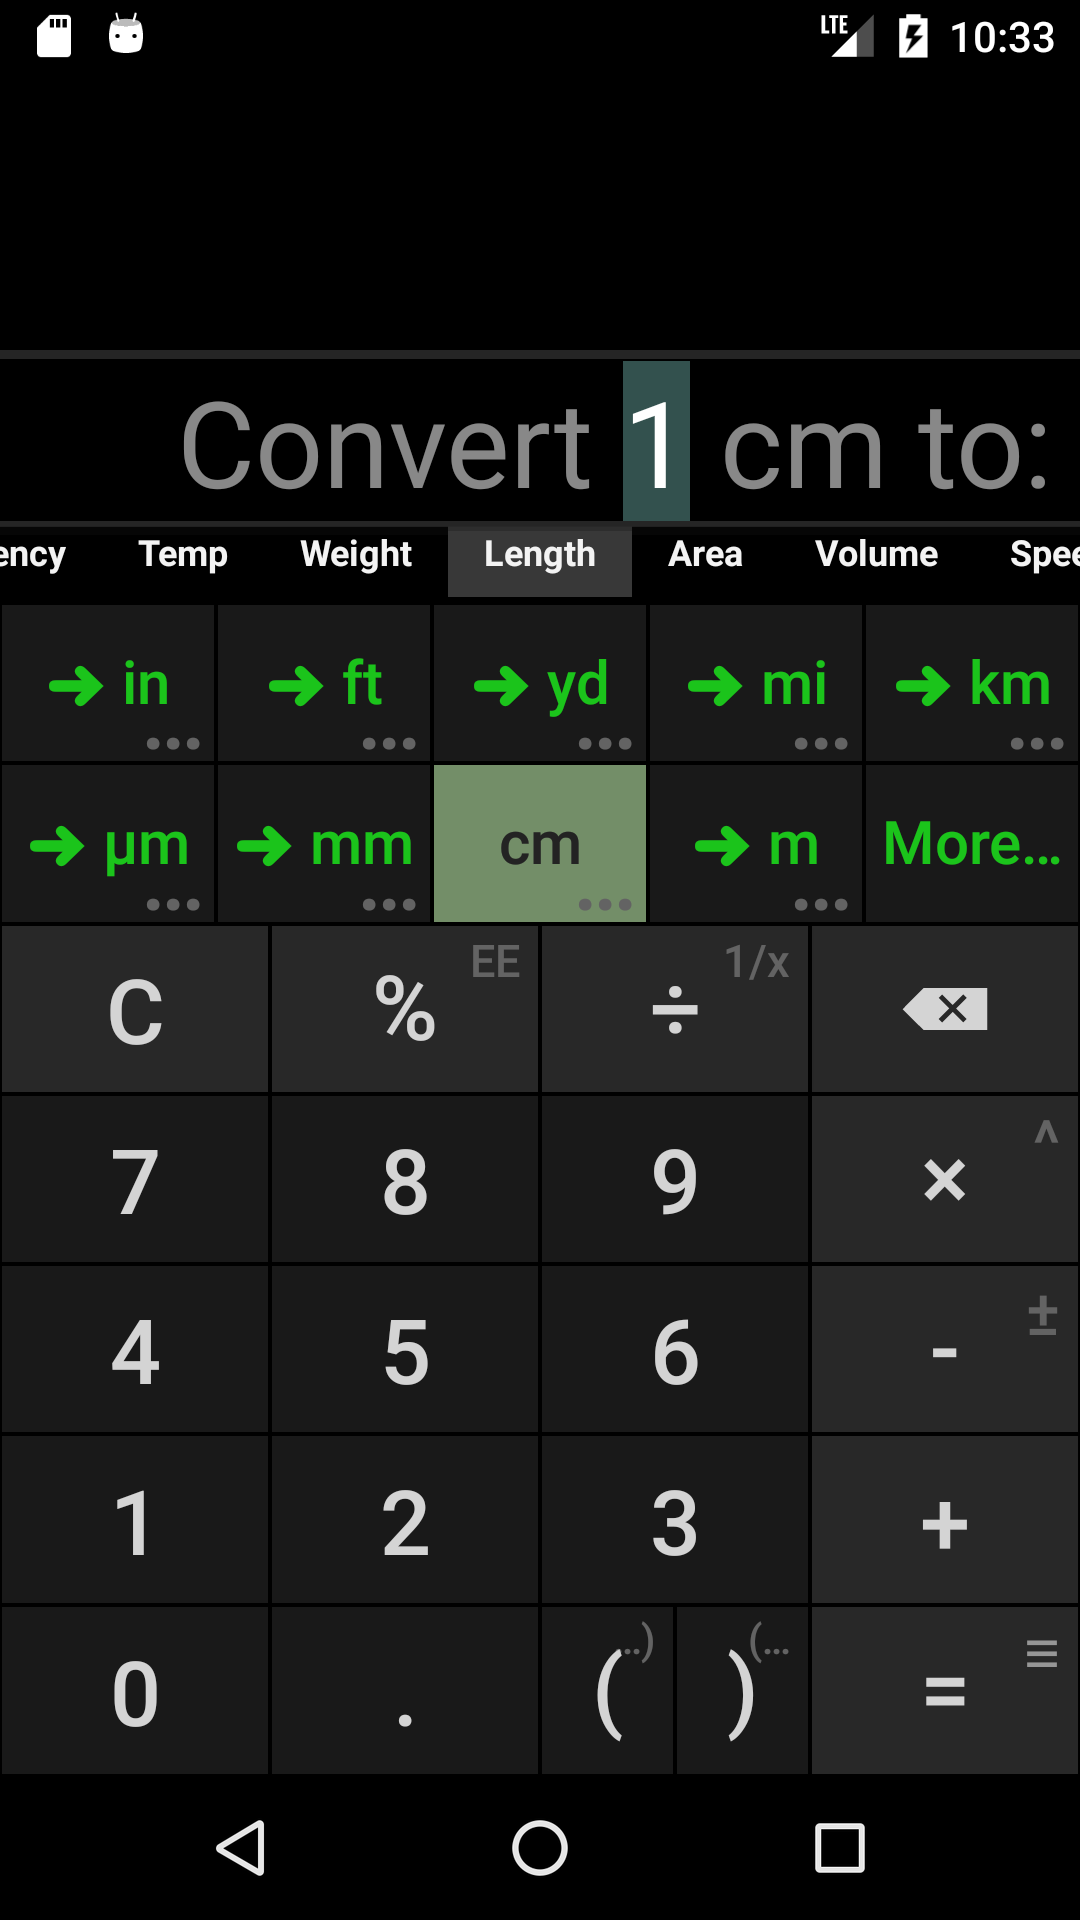 LTE 10:33
Convert 1 cm to:
ency Temp Weight Length Area Volume Spee
in ft yd mi km
µm mm cm m More...
C % EE ÷ 1/x
7 8 9 × ^
4 5 6 - ±
1 2 3 +
0 . ( ..) ) (... =